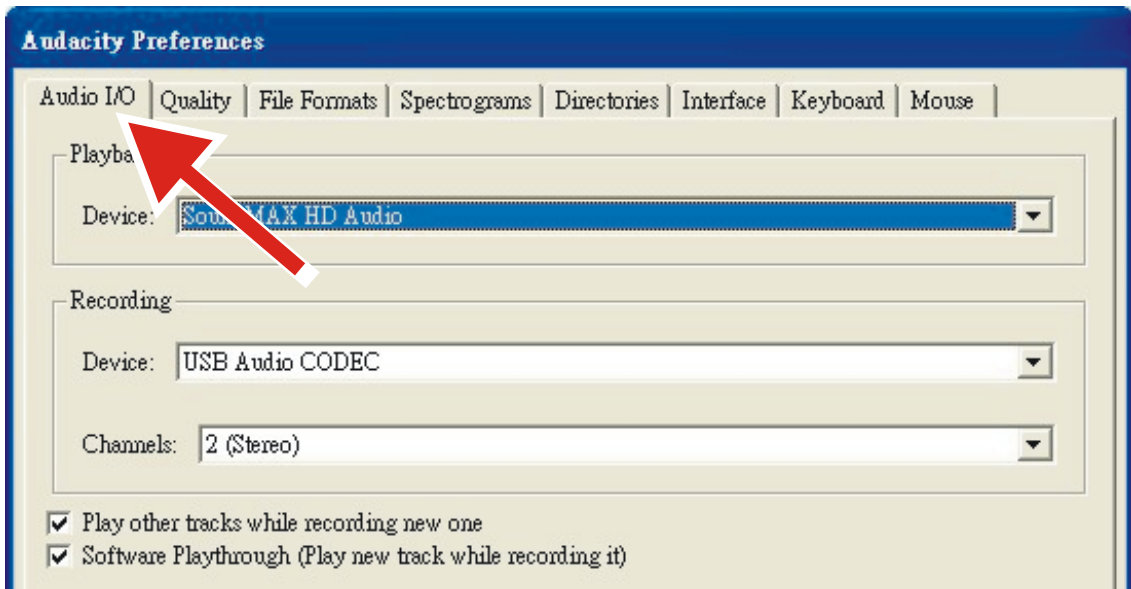 Audacity Preferences
Audio I/O Quality File Formats Spectrograms Directories Interface Keyboard Mouse
Device: MAX HD Audio
Recording
Device: USB Audio CODEC
Channels: 2 (Stereo)
Play other tracks while recording new one
Software Playthrough (Play new track while recording it)